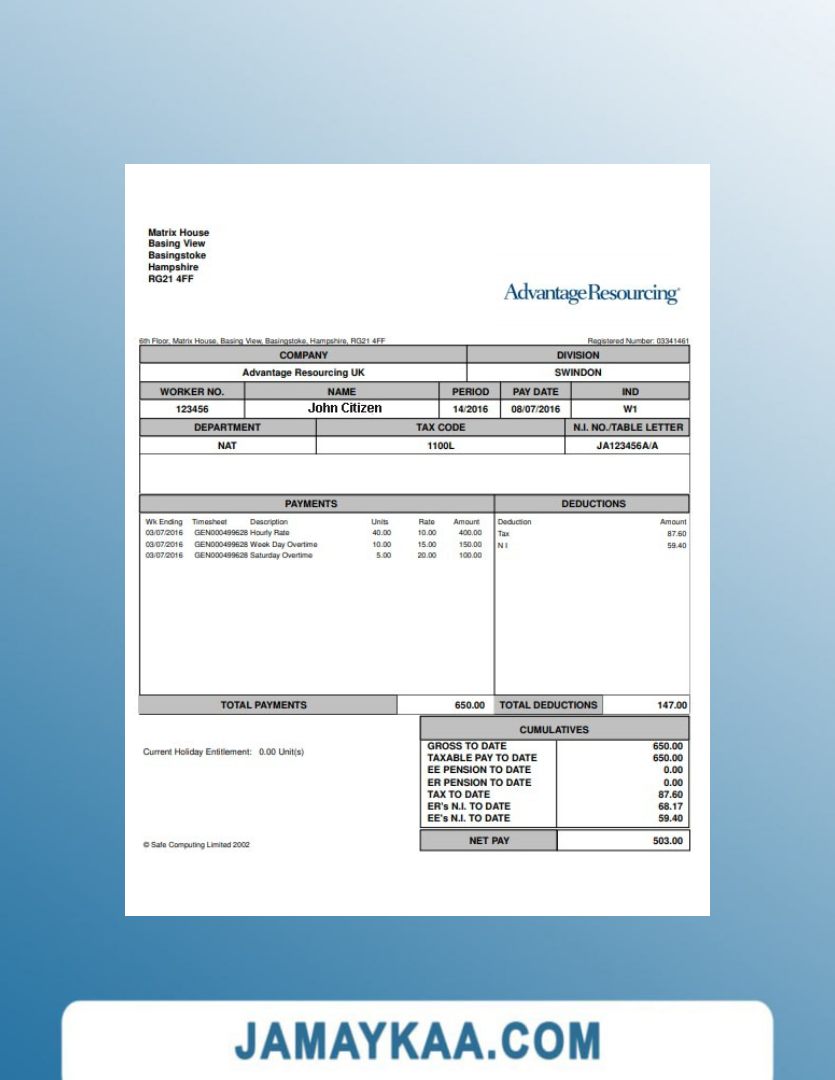 Matrix House
Basing View
Basingstoke
Hampshire
RG21 4FF
Advantage Resourcing
6th Floor, Matrix House, Basing View, Basingstoke, Hampshire, RG21 4FF Registered Number: 03341461
COMPANY DIVISION
Advantage Resourcing UK SWINDON
WORKER NO. NAME PERIOD PAY DATE IND
123456 John Citizen 14/2016 08/07/2016 W1
DEPARTMENT TAX CODE N.I. NO./TABLE LETTER
NAT 1100L JA123456A/A
PAYMENTS DEDUCTIONS
Wk Ending Timesheet Description Units Rate Amount Deduction Amount
03/07/2016 GEN000499628 Hourly Rate 40.00 10.00 400.00 Tax 87.60
03/07/2016 GEN000499628 Week Day Overtime 10.00 15.00 150.00 N I 59.40
03/07/2016 GEN000499628 Saturday Overtime 5.00 20.00 100.00
TOTAL PAYMENTS 650.00 TOTAL DEDUCTIONS 147.00
CUMULATIVES
Current Holiday Entitlement: 0.00 Unit(s)
GROSS TO DATE 650.00
TAXABLE PAY TO DATE 650.00
EE PENSION TO DATE 0.00
ER PENSION TO DATE 0.00
TAX TO DATE 87.60
ER's N.I. TO DATE 68.17
EE's N.I. TO DATE 59.40
NET PAY 503.00
© Safe Computing Limited 2002
JAMAYKAA.COM